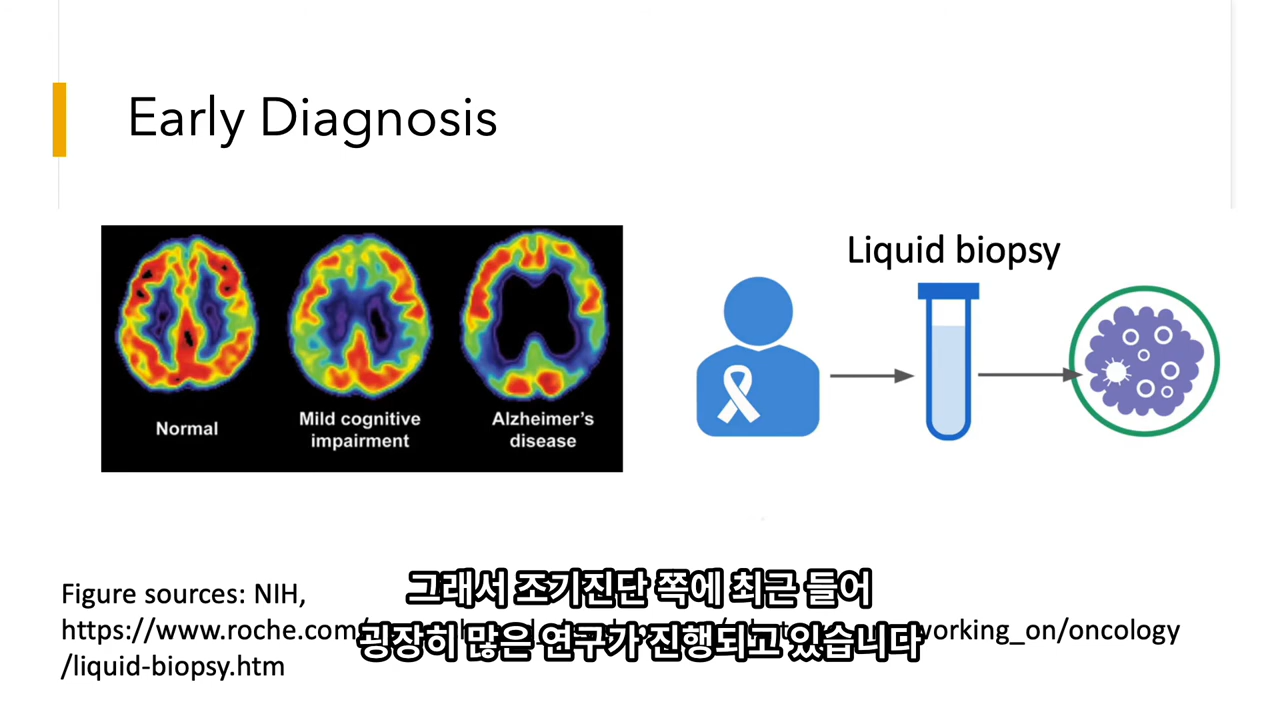 Early Diagnosis
Liquid biopsy
Normal
Mild cognitive
impairment
Alzheimer's
disease
Figure sources: NIH,
https://www.roche.com/ working_on/oncology
/liquid-biopsy.htm
그래서 조기진단 쪽에 최근 들어
굉장히 많은 연구가 진행되고 있습니다